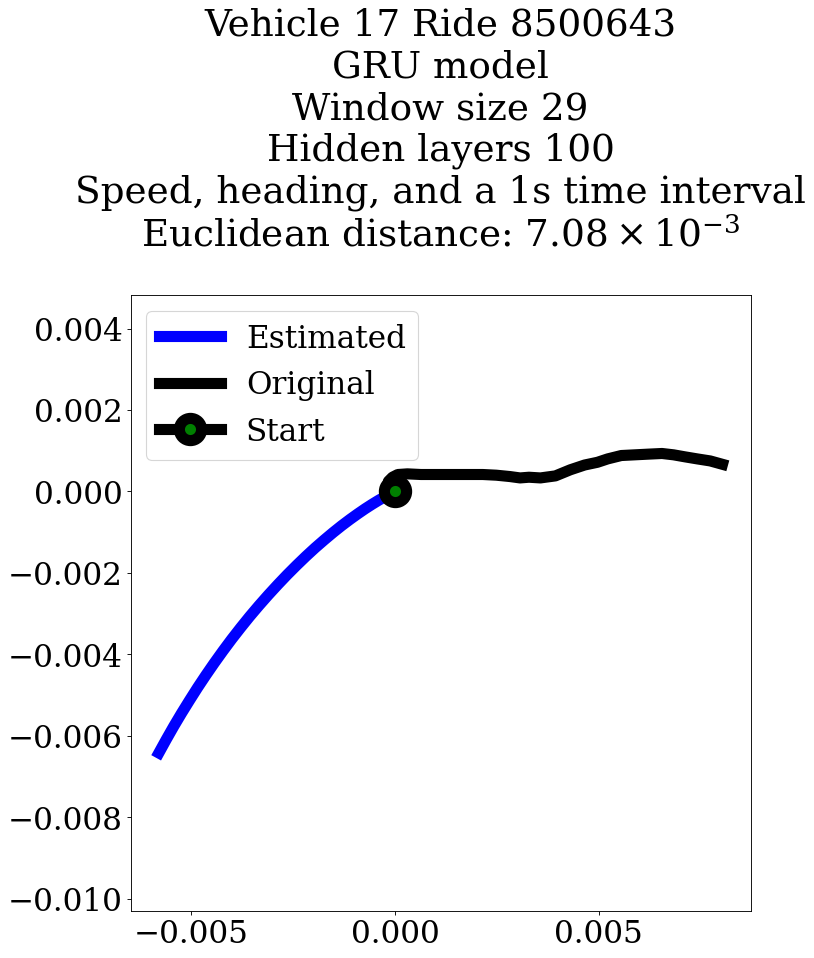 Vehicle 17 Ride 8500643
GRU model
Window size 29
Hidden layers 100
Speed, heading, and a 1s time interval
Euclidean distance: 7.08 × 10⁻³
Estimated
Original
Start
0.004
0.002
0.000
−0.002
−0.004
−0.006
−0.008
−0.010
−0.005
0.000
0.005